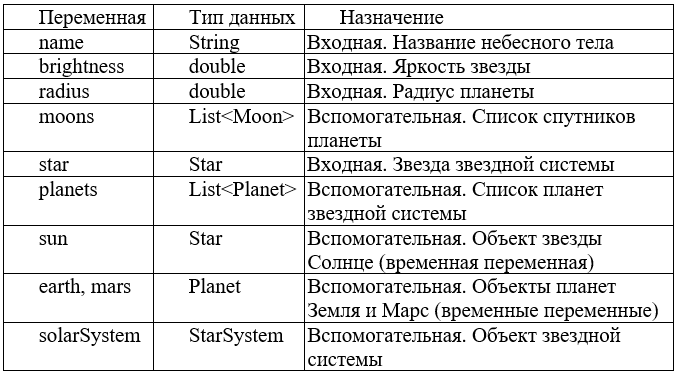 Переменная Тип данных Назначение
name String Входная. Название небесного тела
brightness double Входная. Яркость звезды
radius double Входная. Радиус планеты
moons List<Moon> Вспомогательная. Список спутников
планеты
star Star Входная. Звезда звездной системы
planets List<Planet> Вспомогательная. Список планет
звездной системы
sun Star Вспомогательная. Объект звезды
Солнце (временная переменная)
earth, mars Planet Вспомогательная. Объекты планет
Земля и Марс (временные переменные)
solarSystem StarSystem Вспомогательная. Объект звездной
системы